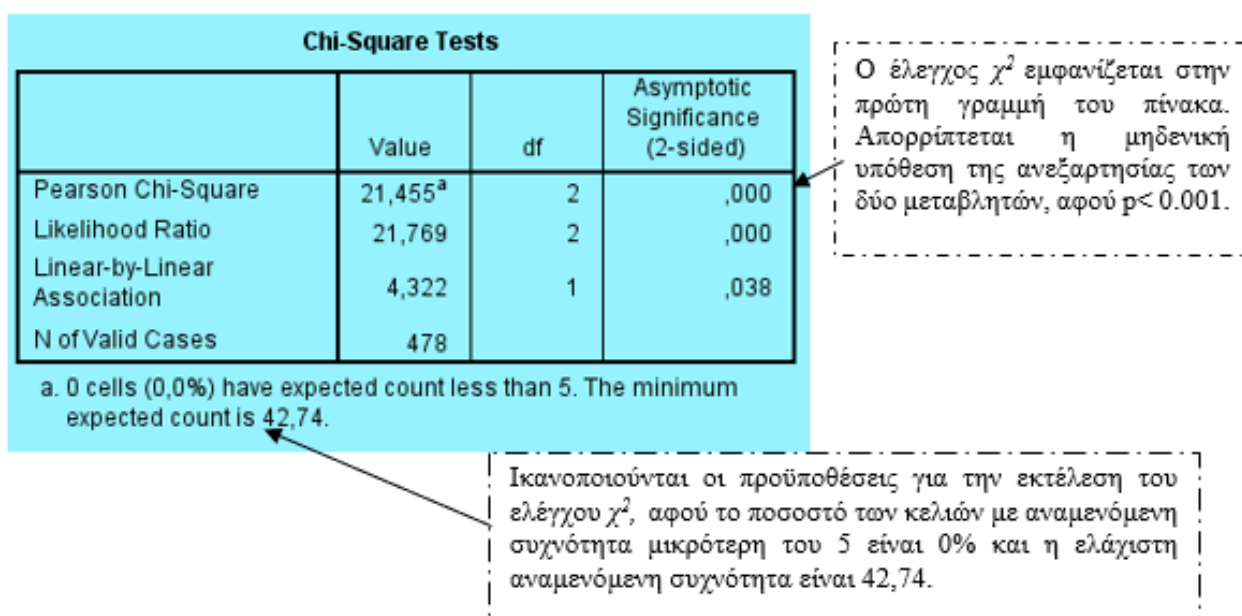 Chi-Square Tests
Asymptotic
Significance
Value df (2-sided)
Pearson Chi-Square 21,455a 2 ,000
Likelihood Ratio 21,769 2 ,000
Linear-by-Linear
Association 4,322 1 ,038
N of Valid Cases 478
a. 0 cells (0,0%) have expected count less than 5. The minimum
expected count is 42,74.
Ο έλεγχος χ2 εμφανίζεται στην
πρώτη γραμμή του πίνακα.
Απορρίπτεται η μηδενική
υπόθεση της ανεξαρτησίας των
δύο μεταβλητών, αφού p< 0.001.
Ικανοποιούνται οι προϋποθέσεις για την εκτέλεση του
ελέγχου χ2, αφού το ποσοστό των κελιών με αναμενόμενη
συχνότητα μικρότερη του 5 είναι 0% και η ελάχιστη
αναμενόμενη συχνότητα είναι 42,74.